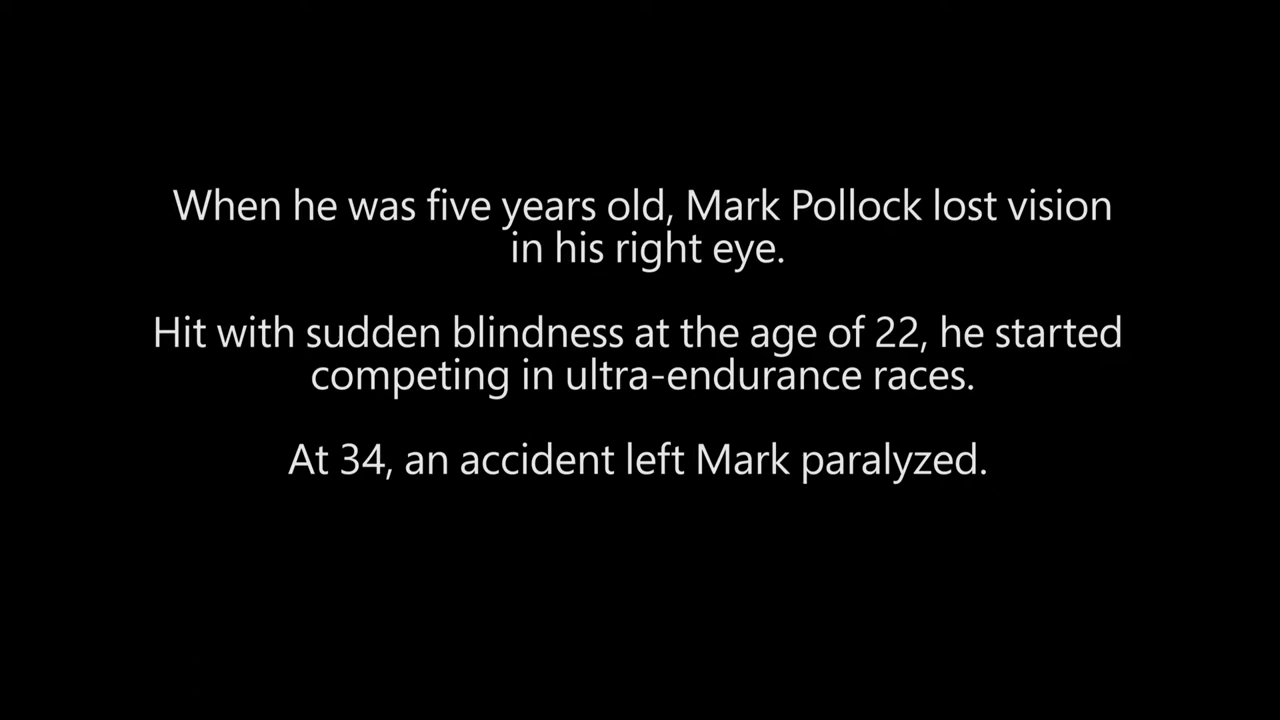 When he was five years old, Mark Pollock lost vision
in his right eye.
Hit with sudden blindness at the age of 22, he started
competing in ultra-endurance races.
At 34, an accident left Mark paralyzed.